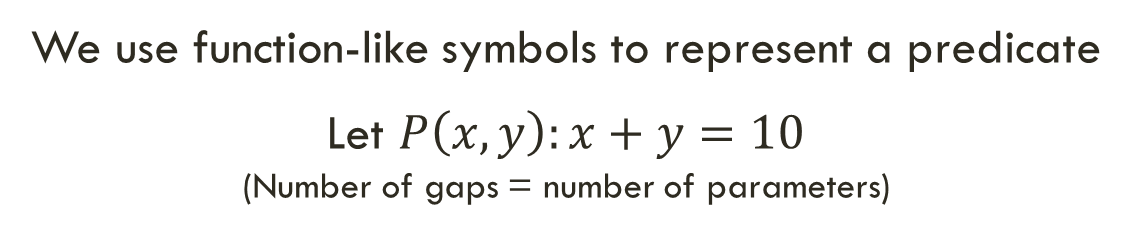 We use function-like symbols to represent a predicate
Let P(x, y): x + y = 10
(Number of gaps = number of parameters)